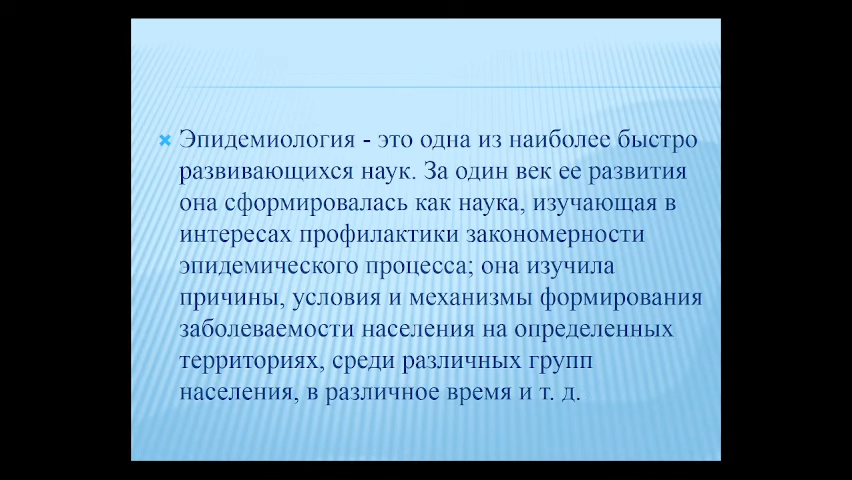 Эпидемиология - это одна из наиболее быстро
развивающихся наук. За один век ее развития
она сформировалась как наука, изучающая в
интересах профилактики закономерности
эпидемического процесса; она изучила
причины, условия и механизмы формирования
заболеваемости населения на определенных
территориях, среди различных групп
населения, в различное время и т. д.